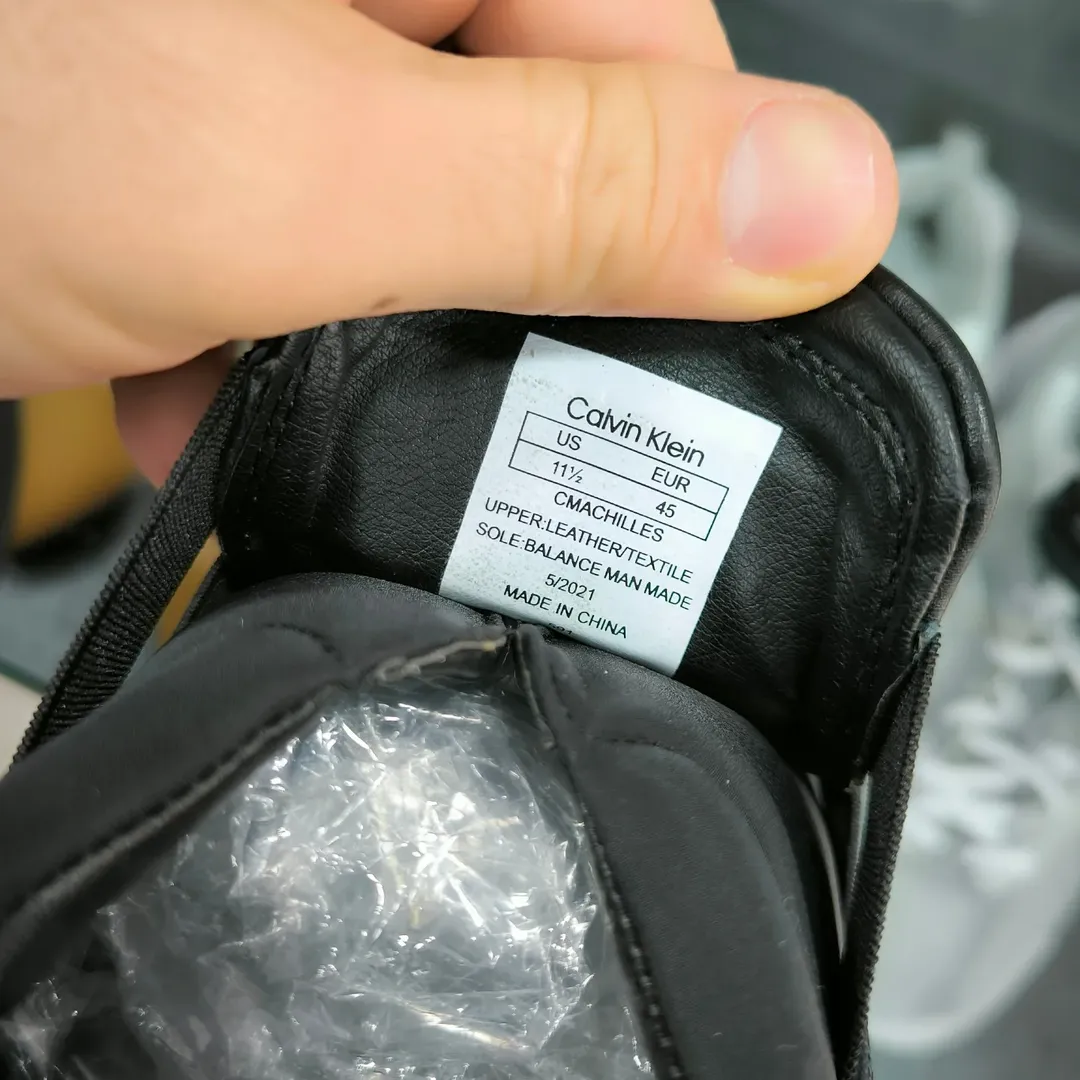 Calvin Klein
US EUR
11½ 45
CMACHILLES
UPPER:LEATHER/TEXTILE
SOLE:BALANCE MAN MADE
5/2021
MADE IN CHINA